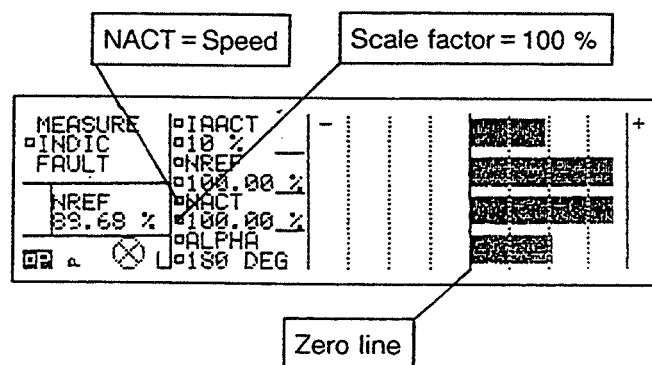 NACT = Speed
Scale factor = 100 %
MEASURE
INDIC
FAULT
NREF
89.68 %
OP a
L
IAACT
10 %
NREF
100.00 %
NACT
100.00 %
ALPHA
180 DEG
- +
Zero line